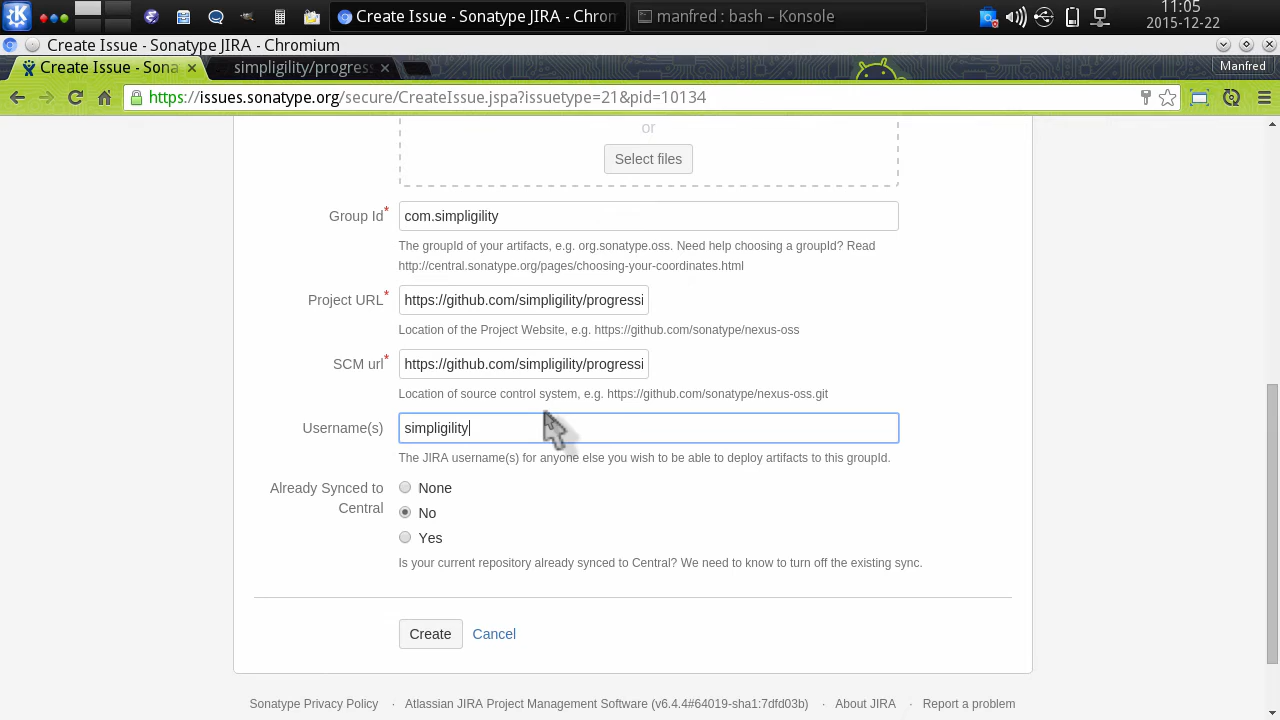 Create Issue - Sonatype JIRA - Chrom
manfred : bash – Konsole
11:05
2015-12-22
Create Issue - Sonatype JIRA - Chromium
Create Issue - Sona
simpligility/progress
Manfred
https://issues.sonatype.org/secure/CreateIssue.jspa?issuetype=21&pid=10134
or
Select files
Group Id*
com.simpligility
The groupId of your artifacts, e.g. org.sonatype.oss. Need help choosing a groupId? Read
http://central.sonatype.org/pages/choosing-your-coordinates.html
Project URL*
https://github.com/simpligility/progressi
Location of the Project Website, e.g. https://github.com/sonatype/nexus-oss
SCM url*
https://github.com/simpligility/progressi
Location of source control system, e.g. https://github.com/sonatype/nexus-oss.git
Username(s)
simpligility
The JIRA username(s) for anyone else you wish to be able to deploy artifacts to this groupId.
Already Synced to
Central
None
No
Yes
Is your current repository already synced to Central? We need to know to turn off the existing sync.
Create
Cancel
Sonatype Privacy Policy · Atlassian JIRA Project Management Software (v6.4.4#64019-sha1:7dfd03b) · About JIRA · Report a problem